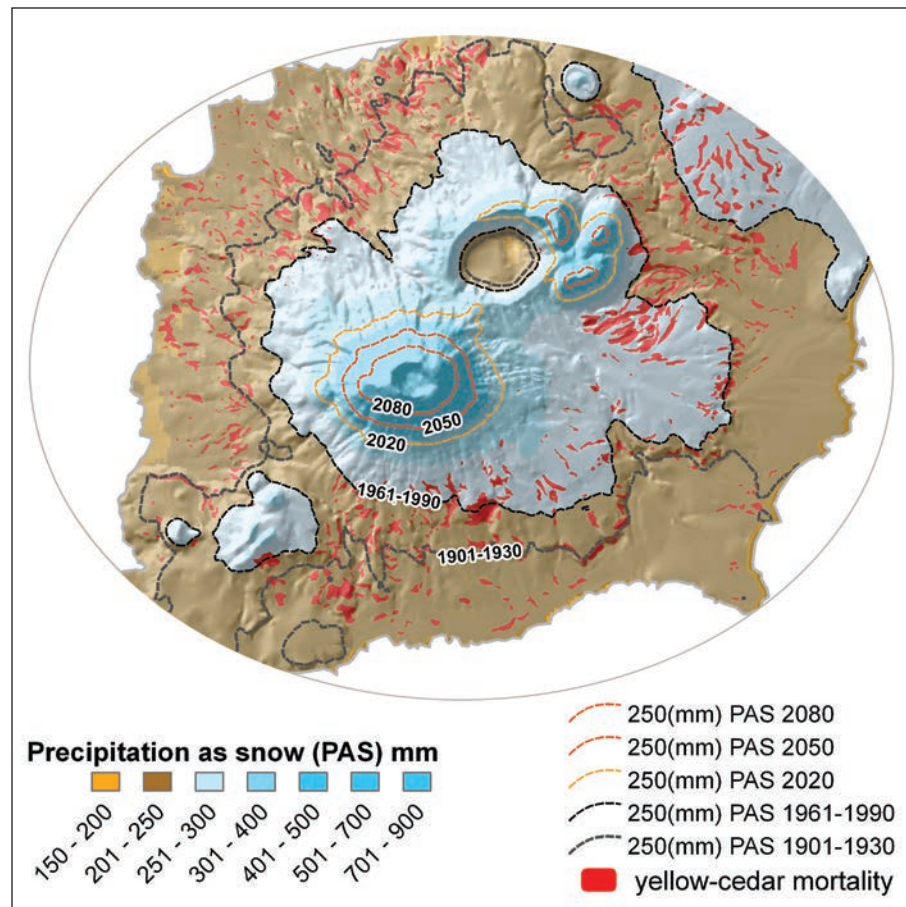 2080
2050
2020
1961-1990
1901-1930
Precipitation as snow (PAS) mm
150 - 200
201 - 250
251 - 300
301 - 400
401 - 500
501 - 700
701 - 900
250(mm) PAS 2080
250(mm) PAS 2050
250(mm) PAS 2020
250(mm) PAS 1961-1990
250(mm) PAS 1901-1930
yellow-cedar mortality